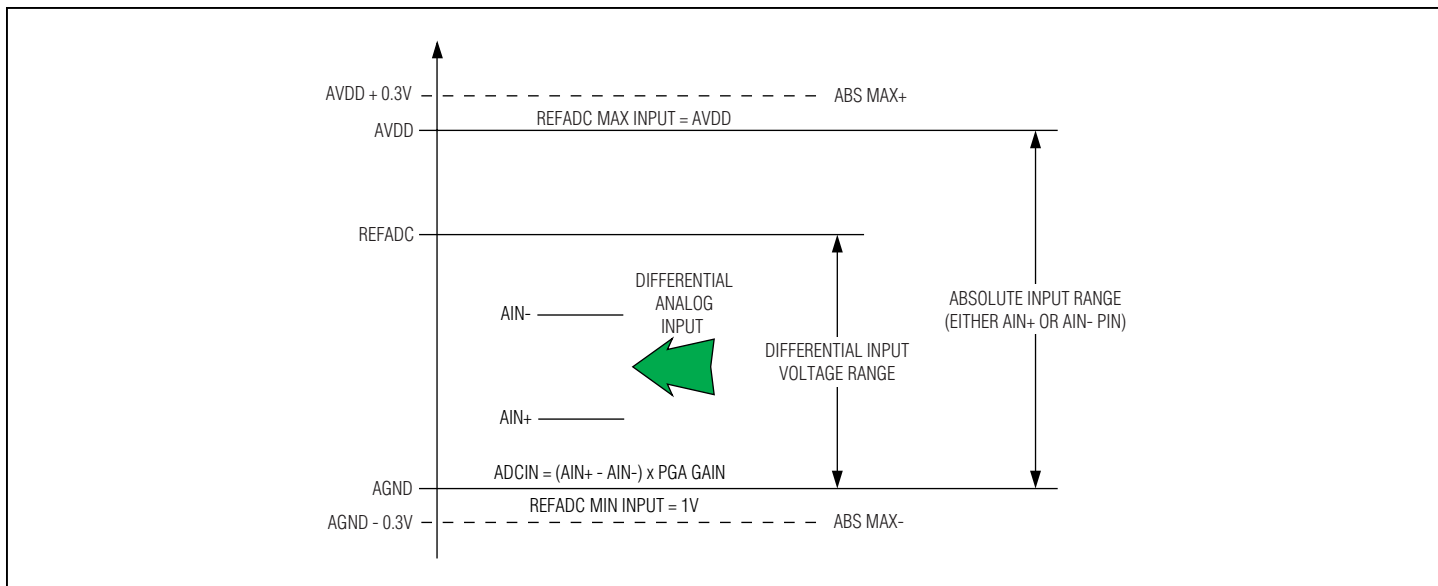 AVDD + 0.3V
ABS MAX+
REFADC MAX INPUT = AVDD
AVDD
REFADC
DIFFERENTIAL
ANALOG
INPUT
AIN-
ABSOLUTE INPUT RANGE
(EITHER AIN+ OR AIN- PIN)
DIFFERENTIAL INPUT
VOLTAGE RANGE
AIN+
ADCIN = (AIN+ - AIN-) x PGA GAIN
AGND
REFADC MIN INPUT = 1V
AGND - 0.3V
ABS MAX-